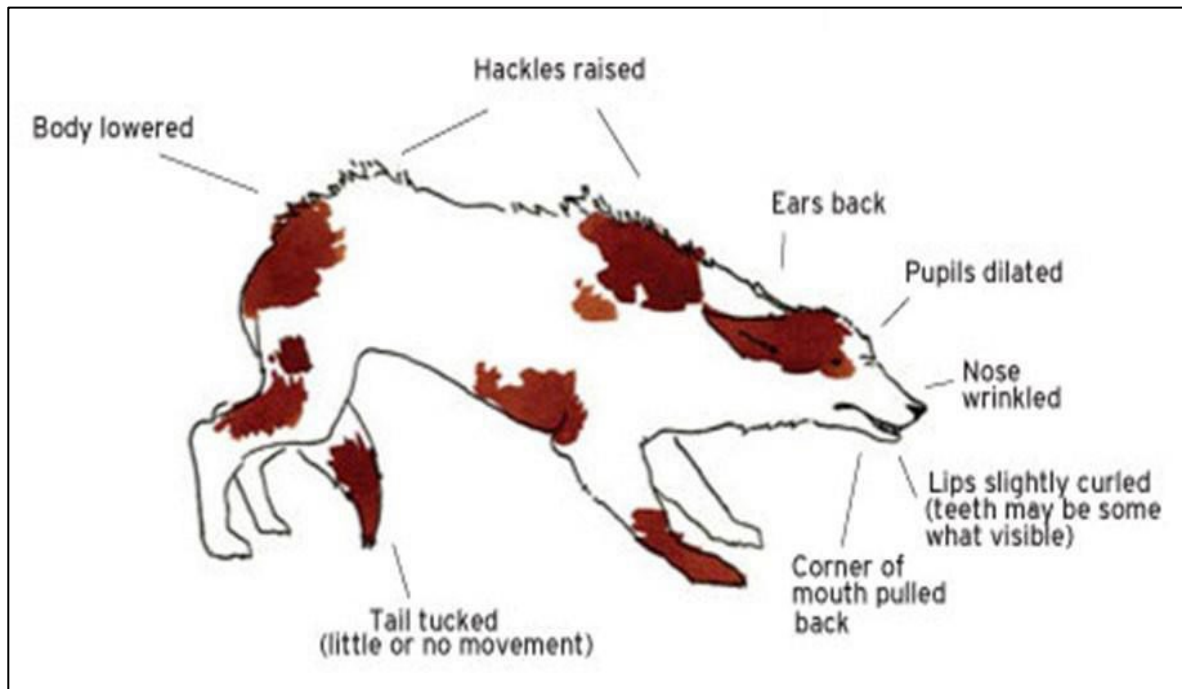 Hackles raised
Body lowered
Ears back
Pupils dilated
Nose
wrinkled
Lips slightly curled
(teeth may be some
what visible)
Corner of
mouth pulled
back
Tail tucked
(little or no movement)